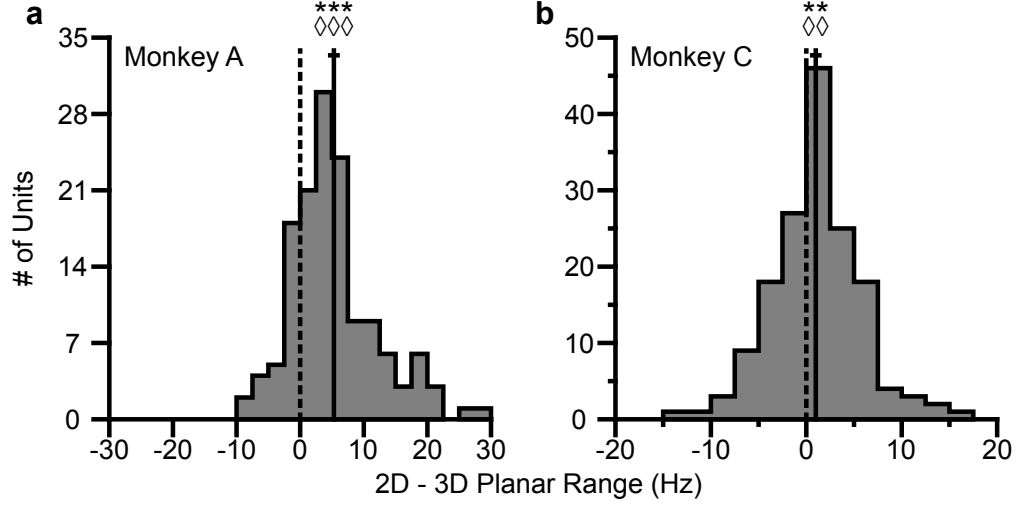 a
***
◊◊◊
Monkey A
35
28
21
14
7
0
-30 -20 -10 0 10 20 30
b
**
◊◊
Monkey C
50
40
30
20
10
0
-20 -10 0 10 20
# of Units
2D - 3D Planar Range (Hz)